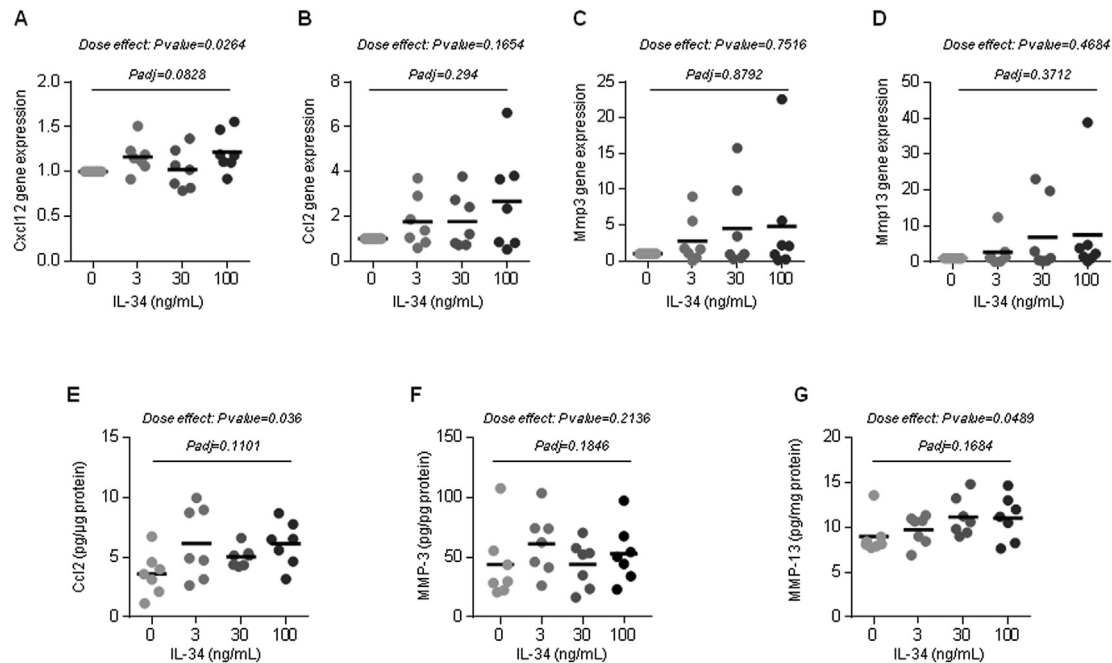 A
Dose effect: Pvalue=0.0264
Padj=0.0828
Cxcl12 gene expression
2.0
1.5
1.0
0.5
0.0
0 3 30 100
IL-34 (ng/mL)
B
Dose effect: Pvalue=0.1654
Padj=0.294
Ccl2 gene expression
8
6
4
2
0
0 3 30 100
IL-34 (ng/mL)
C
Dose effect: Pvalue=0.7516
Padj=0.8792
Mmp3 gene expression
25
20
15
10
5
0
0 3 30 100
IL-34 (ng/mL)
D
Dose effect: Pvalue=0.4684
Padj=0.3712
Mmp13 gene expression
50
40
30
20
10
0
0 3 30 100
IL-34 (ng/mL)
E
Dose effect: Pvalue=0.036
Padj=0.1101
Ccl2 (pg/µg protein)
15
10
5
0
0 3 30 100
IL-34 (ng/mL)
F
Dose effect: Pvalue=0.2136
Padj=0.1846
MMP-3 (pg/pg protein)
150
100
50
0
0 3 30 100
IL-34 (ng/mL)
G
Dose effect: Pvalue=0.0489
Padj=0.1684
MMP-13 (pg/mg protein)
20
15
10
5
0
0 3 30 100
IL-34 (ng/mL)